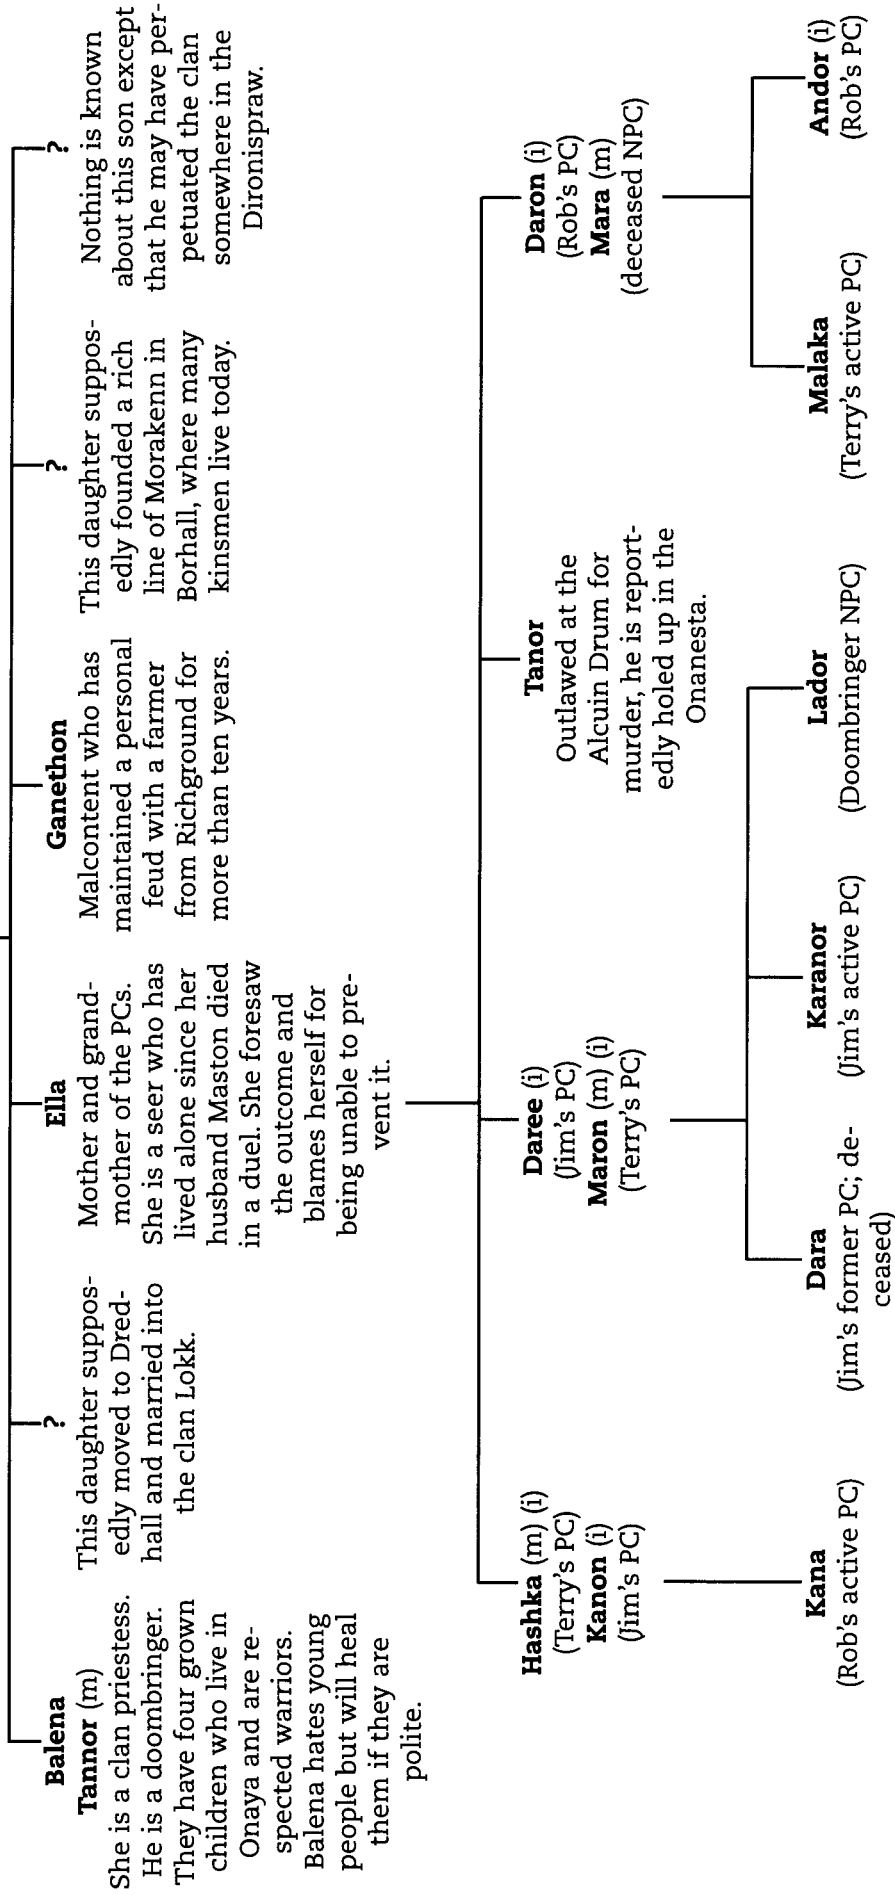 Balena
Tannor (m)
She is a clan priestess.
He is a doombringer.
They have four grown
children who live in
Onaya and are re-
spected warriors.
Balena hates young
people but will heal
them if they are
polite.
?
This daughter suppos-
edly moved to Dred-
hall and married into
the clan Lokk.
Ella
Mother and grand-
mother of the PCs.
She is a seer who has
lived alone since her
husband Maston died
in a duel. She foresaw
the outcome and
blames herself for
being unable to pre-
vent it.
Ganethon
Malcontent who has
maintained a personal
feud with a farmer
from Richground for
more than ten years.
?
This daughter suppos-
edly founded a rich
line of Morakenn in
Borhall, where many
kinsmen live today.
?
Nothing is known
about this son except
that he may have per-
petuated the clan
somewhere in the
Dironispraw.
Hashka (m) (i)
(Terry's PC)
Kanon (i)
(Jim's PC)
Daree (i)
(Jim's PC)
Maron (m) (i)
(Terry's PC)
Tanor
Outlawed at the
Alcuin Drum for
murder, he is report-
edly holed up in the
Onanesta.
Daron (i)
(Rob's PC)
Mara (m)
(deceased NPC)
Kana
(Rob's active PC)
Dara
(Jim's former PC; de-
ceased)
Karanor
(Jim's active PC)
Lador
(Doombringer NPC)
Malaka
(Terry's active PC)
Andor (i)
(Rob's PC)